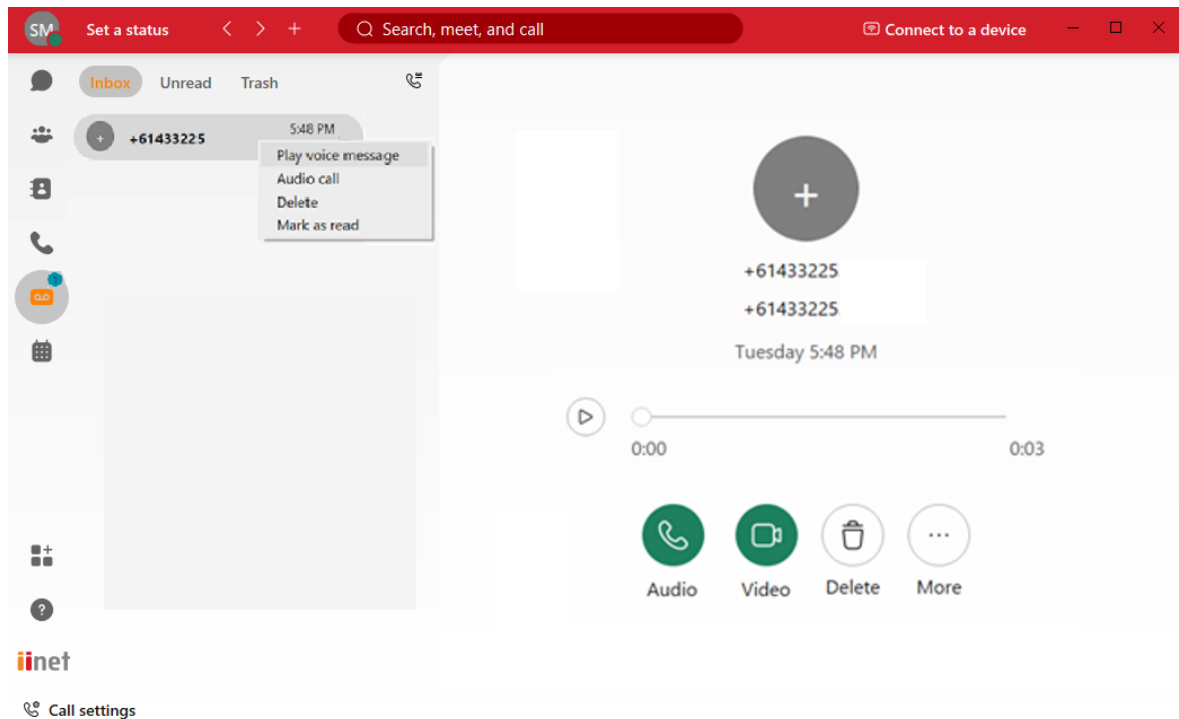 SM Set a status Search, meet, and call Connect to a device
Inbox Unread Trash
+ +61433225 5:48 PM
Play voice message
Audio call
Delete
Mark as read
+61433225
+61433225
Tuesday 5:48 PM
0:00 0:03
Audio Video Delete More
iinet
Call settings